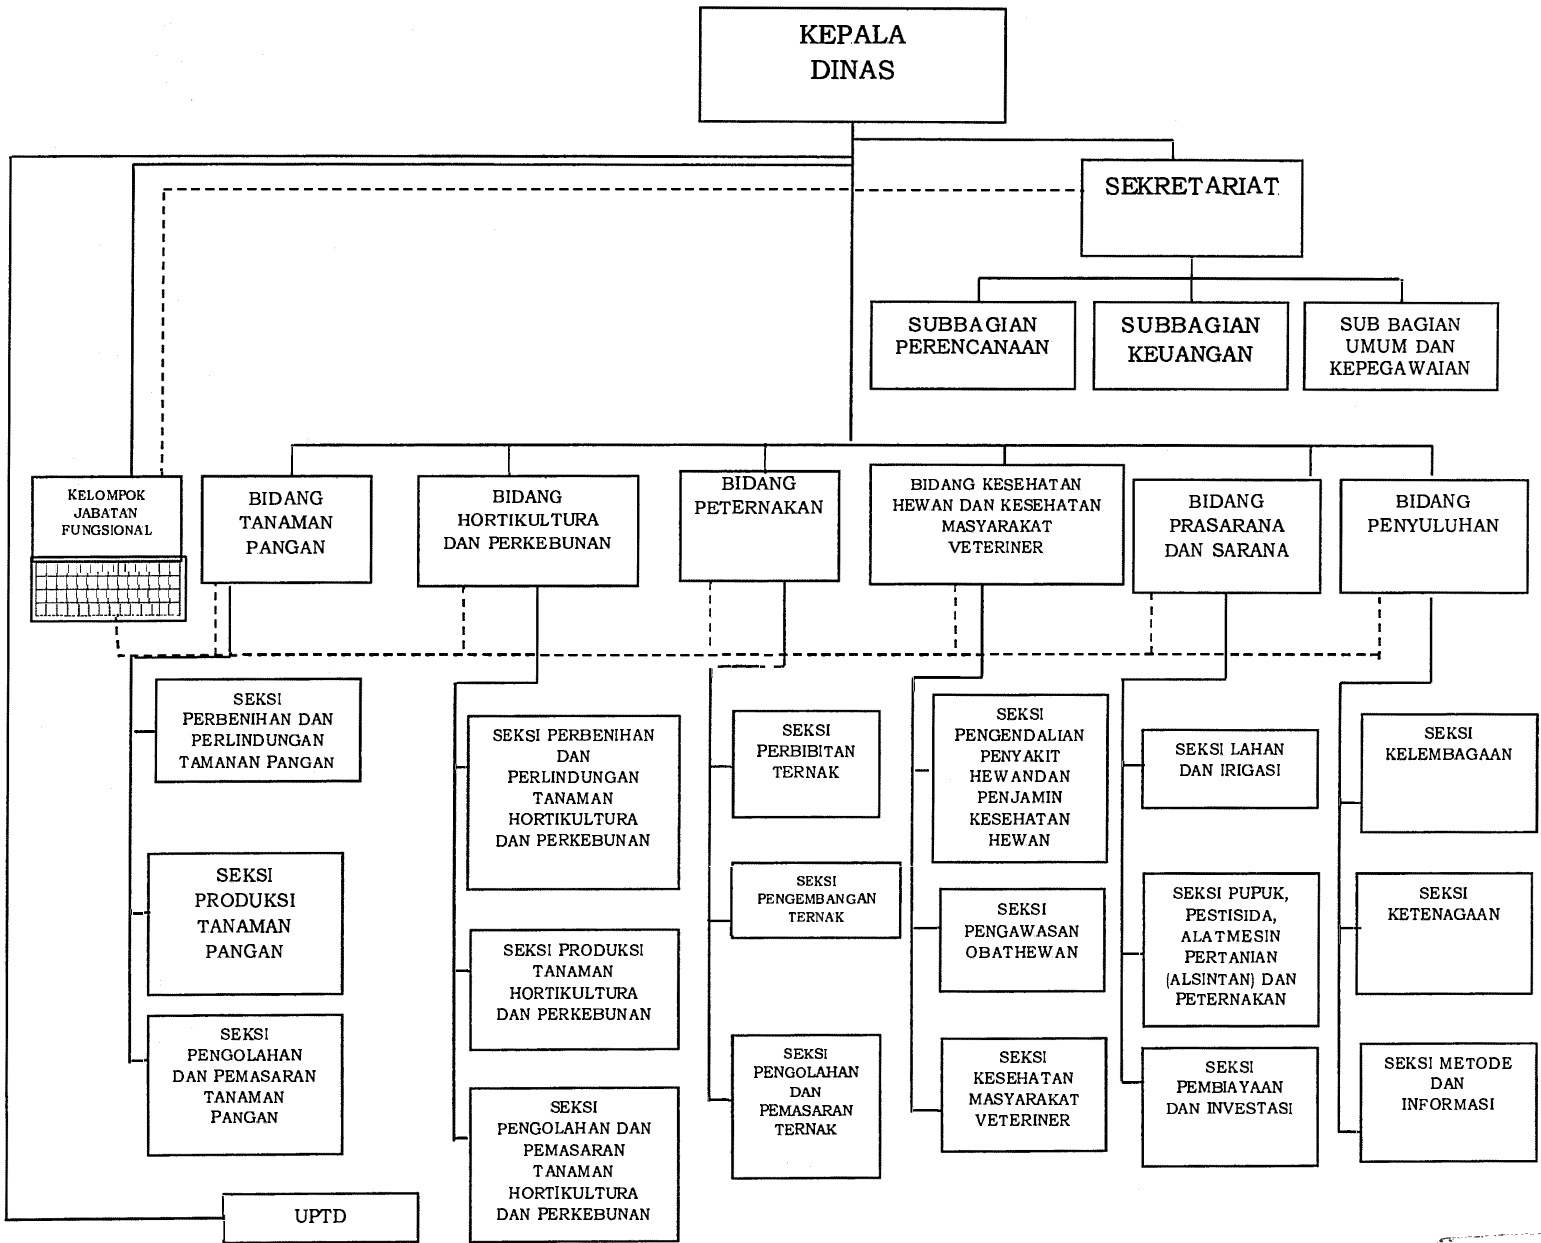 KEPALA
DINAS
SEKRETARIAT
SUBBAGIAN
PERENCANAAN
SUBBAGIAN
KEUANGAN
SUB BAGIAN
UMUM DAN
KEPEGAWAIAN
KELOMPOK
JABATAN
FUNGSIONAL
BIDANG
TANAMAN
PANGAN
BIDANG
HORTIKULTURA
DAN PERKEBUNAN
BIDANG
PETERNAKAN
BIDANG KESEHATAN
HEWAN DAN KESEHATAN
MASYARAKAT
VETERINER
BIDANG
PRASARANA
DAN SARANA
BIDANG
PENYULUHAN
SEKSI
PERBENIHAN DAN
PERLINDUNGAN
TAMANAN PANGAN
SEKSI
PRODUKSI
TANAMAN
PANGAN
SEKSI
PENGOLAHAN
DAN PEMASARAN
TANAMAN
PANGAN
SEKSI PERBENIHAN
DAN
PERLINDUNGAN
TANAMAN
HORTIKULTURA
DAN PERKEBUNAN
SEKSI PRODUKSI
TANAMAN
HORTIKULTURA
DAN PERKEBUNAN
SEKSI
PENGOLAHAN DAN
PEMASARAN
TANAMAN
HORTIKULTURA
DAN PERKEBUNAN
SEKSI
PERBIBITAN
TERNAK
SEKSI
PENGEMBANGAN
TERNAK
SEKSI
PENGOLAHAN
DAN
PEMASARAN
TERNAK
SEKSI
PENGENDALIAN
PENYAKIT
HEWANDAN
PENJAMIN
KESEHATAN
HEWAN
SEKSI
PENGAWASAN
OBATHEWAN
SEKSI
KESEHATAN
MASYARAKAT
VETERINER
SEKSI LAHAN
DAN IRIGASI
SEKSI PUPUK,
PESTISIDA,
ALATMESIN
PERTANIAN
(ALSINTAN) DAN
PETERNAKAN
SEKSI
PEMBIAYAAN
DAN INVESTASI
SEKSI
KELEMBAGAAN
SEKSI
KETENAGAAN
SEKSI METODE
DAN
INFORMASI
UPTD